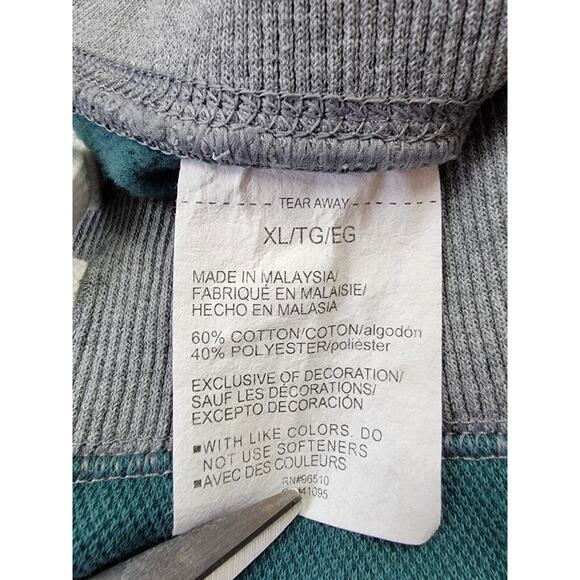 TEAR AWAY
XL/TG/EG
MADE IN MALAYSIA/
FABRIQUÉ EN MALAISIE/
HECHO EN MALASIA
60% COTTON/COTON/algodón
40% POLYESTER/poliéster
EXCLUSIVE OF DECORATION/
SAUF LES DÉCORATIONS/
EXCEPTO DECORACIÓN
WITH LIKE COLORS. DO
NOT USE SOFTENERS
AVEC DES COULEURS
RN#96510